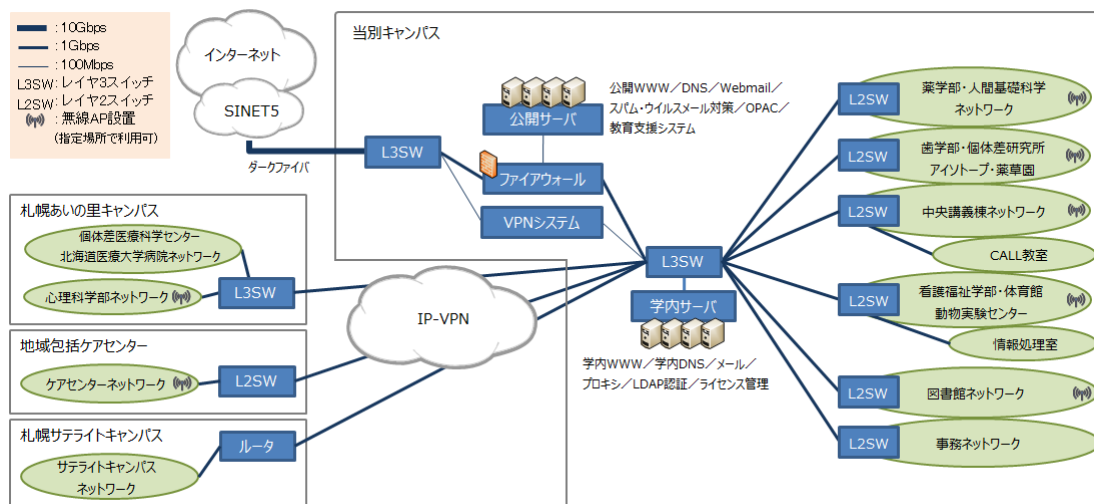 : 10Gbps
: 1Gbps
: 100Mbps
L3SW: レイヤ3スイッチ
L2SW: レイヤ2スイッチ
: 無線AP設置
(指定場所で利用可)
インターネット
SINET5
ダークファイバ
当別キャンパス
L3SW
公開サーバ
公開WWW/DNS/Webmail/
スパム・ウイルスメール対策/OPAC/
教育支援システム
ファイアウォール
VPNシステム
L3SW
学内サーバ
学内WWW/学内DNS/メール/
プロキシ/LDAP認証/ライセンス管理
IP-VPN
札幌あいの里キャンパス
個体差医療科学センター
北海道医療大学病院ネットワーク
心理科学部ネットワーク
L3SW
地域包括ケアセンター
ケアセンターネットワーク
L2SW
札幌サテライトキャンパス
ルータ
サテライトキャンパス
ネットワーク
L2SW
薬学部・人間基礎科学
ネットワーク
L2SW
歯学部・個体差研究所
アイソトープ・薬草園
L2SW
中央講義棟ネットワーク
CALL教室
L2SW
看護福祉学部・体育館
動物実験センター
情報処理室
L2SW
図書館ネットワーク
L2SW
事務ネットワーク